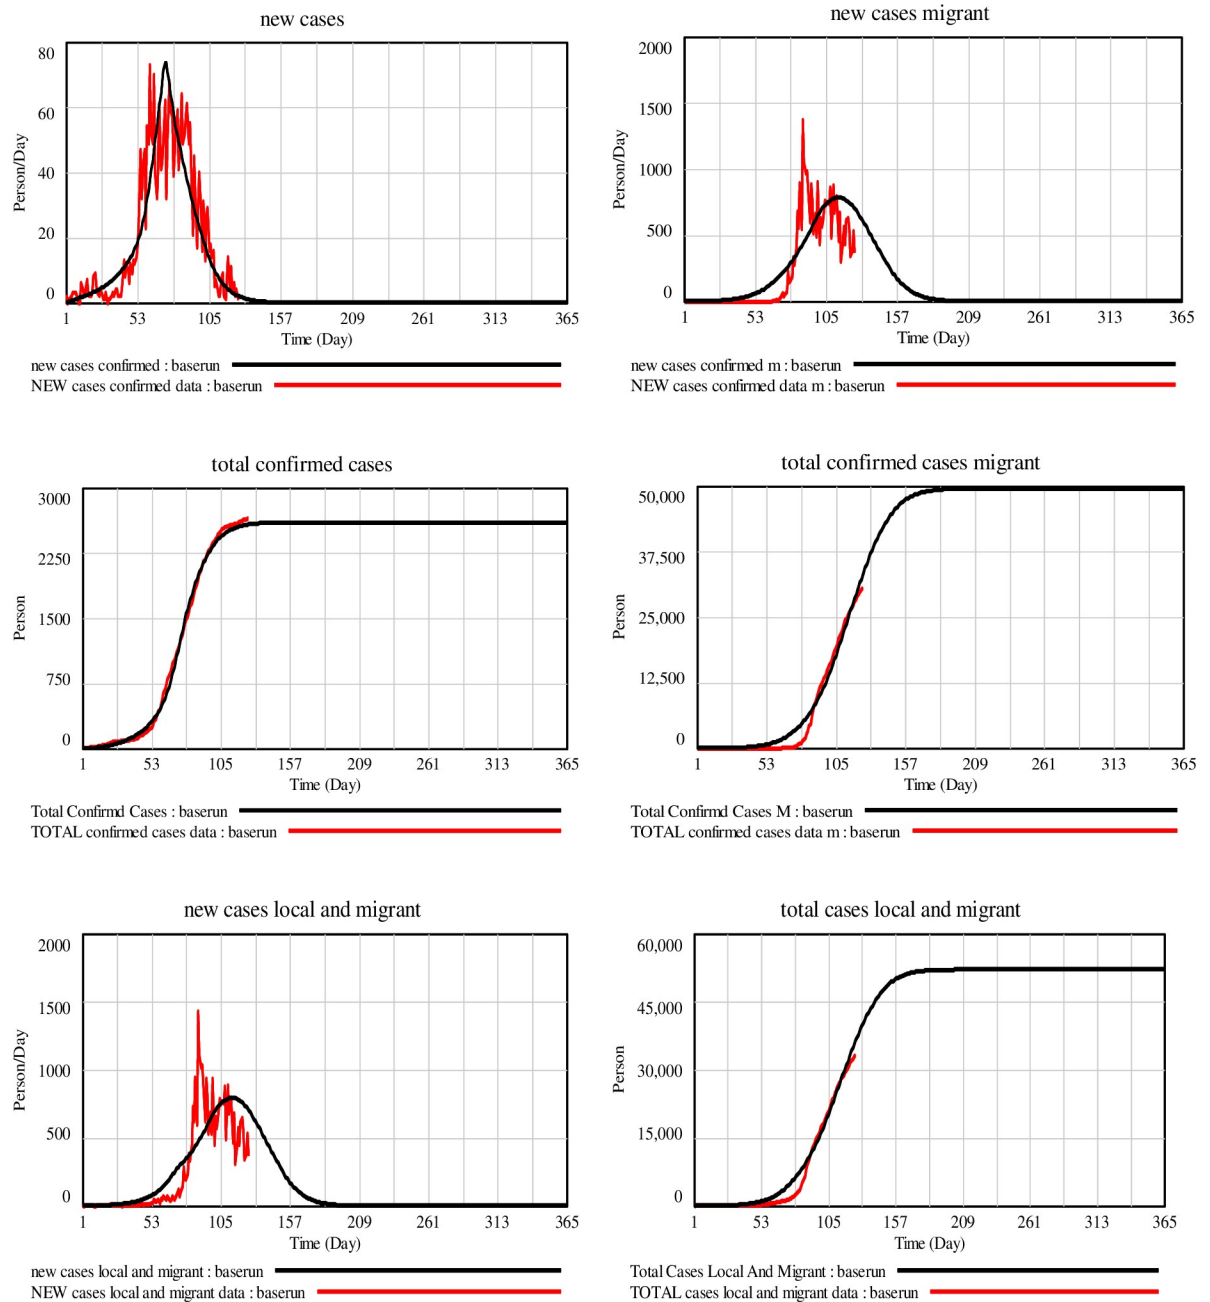 new cases
80
60
40
20
0
Person/Day
1 53 105 157 209 261 313 365
Time (Day)
new cases confirmed : baserun
NEW cases confirmed data : baserun
new cases migrant
2000
1500
1000
500
0
Person/Day
1 53 105 157 209 261 313 365
Time (Day)
new cases confirmed m : baserun
NEW cases confirmed data m : baserun
total confirmed cases
3000
2250
1500
750
0
Person
1 53 105 157 209 261 313 365
Time (Day)
Total Confirmd Cases : baserun
TOTAL confirmed cases data : baserun
total confirmed cases migrant
50,000
37,500
25,000
12,500
0
Person
1 53 105 157 209 261 313 365
Time (Day)
Total Confirmd Cases M : baserun
TOTAL confirmed cases data m : baserun
new cases local and migrant
2000
1500
1000
500
0
Person/Day
1 53 105 157 209 261 313 365
Time (Day)
new cases local and migrant : baserun
NEW cases local and migrant data : baserun
total cases local and migrant
60,000
45,000
30,000
15,000
0
Person
1 53 105 157 209 261 313 365
Time (Day)
Total Cases Local And Migrant : baserun
TOTAL cases local and migrant data : baserun